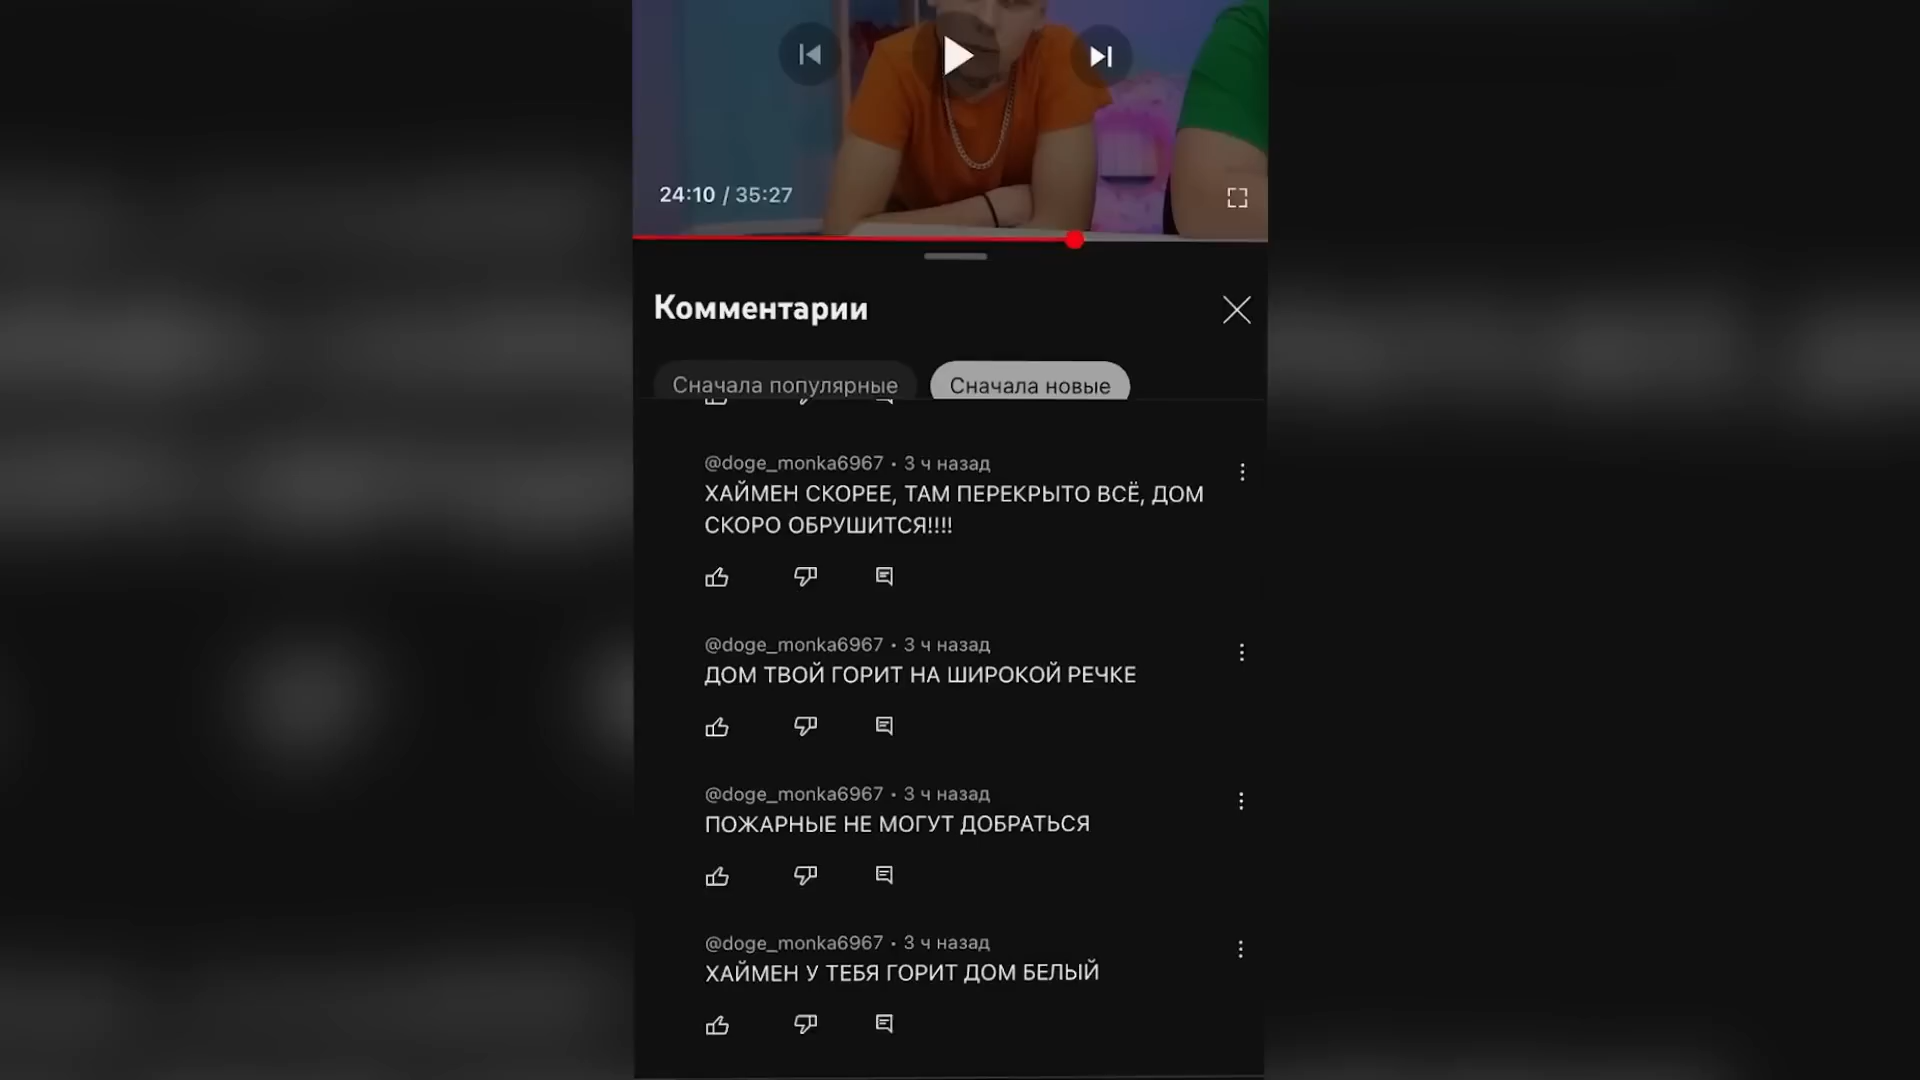 24:10 / 35:27
Комментарии
Сначала популярные
Сначала новые
@doge_monka6967 • 3 ч назад
ХАЙМЕН СКОРЕЕ, ТАМ ПЕРЕКРЫТО ВСЁ, ДОМ
СКОРО ОБРУШИТСЯ!!!!
@doge_monka6967 • 3 ч назад
ДОМ ТВОЙ ГОРИТ НА ШИРОКОЙ РЕЧКЕ
@doge_monka6967 • 3 ч назад
ПОЖАРНЫЕ НЕ МОГУТ ДОБРАТЬСЯ
@doge_monka6967 • 3 ч назад
ХАЙМЕН У ТЕБЯ ГОРИТ ДОМ БЕЛЫЙ